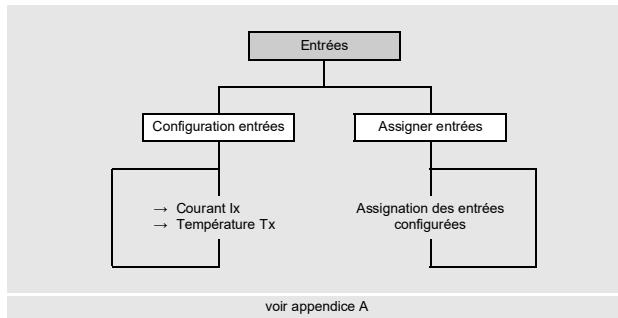 Entrées
Configuration entrées
Assigner entrées
→ Courant Ix
→ Température Tx
Assignation des entrées
configurées
voir appendice A